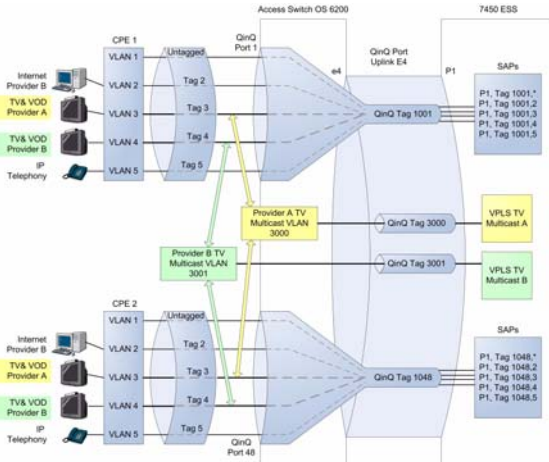 Access Switch OS 6200
7450 ESS
CPE 1
Untagged
QinQ
Port 1
e4
QinQ Port
Uplink E4
P1
SAPs
VLAN 1
Internet
Provider B
VLAN 2
Tag 2
TV& VOD
Provider A
VLAN 3
Tag 3
TV& VOD
Provider B
VLAN 4
Tag 4
IP
Telephony
VLAN 5
Tag 5
QinQ Tag 1001
P1, Tag 1001,*
P1, Tag 1001,2
P1, Tag 1001,3
P1, Tag 1001,4
P1, Tag 1001,5
Provider A TV
Multicast VLAN
3000
QinQ Tag 3000
VPLS TV
Multicast A
Provider B TV
Multicast VLAN
3001
QinQ Tag 3001
VPLS TV
Multicast B
CPE 2
Untagged
SAPs
VLAN 1
Internet
Provider B
VLAN 2
Tag 2
TV& VOD
Provider A
VLAN 3
Tag 3
TV& VOD
Provider B
VLAN 4
Tag 4
IP
Telephony
VLAN 5
Tag 5
QinQ
Port 48
QinQ Tag 1048
P1, Tag 1048,*
P1, Tag 1048,2
P1, Tag 1048,3
P1, Tag 1048,4
P1, Tag 1048,5